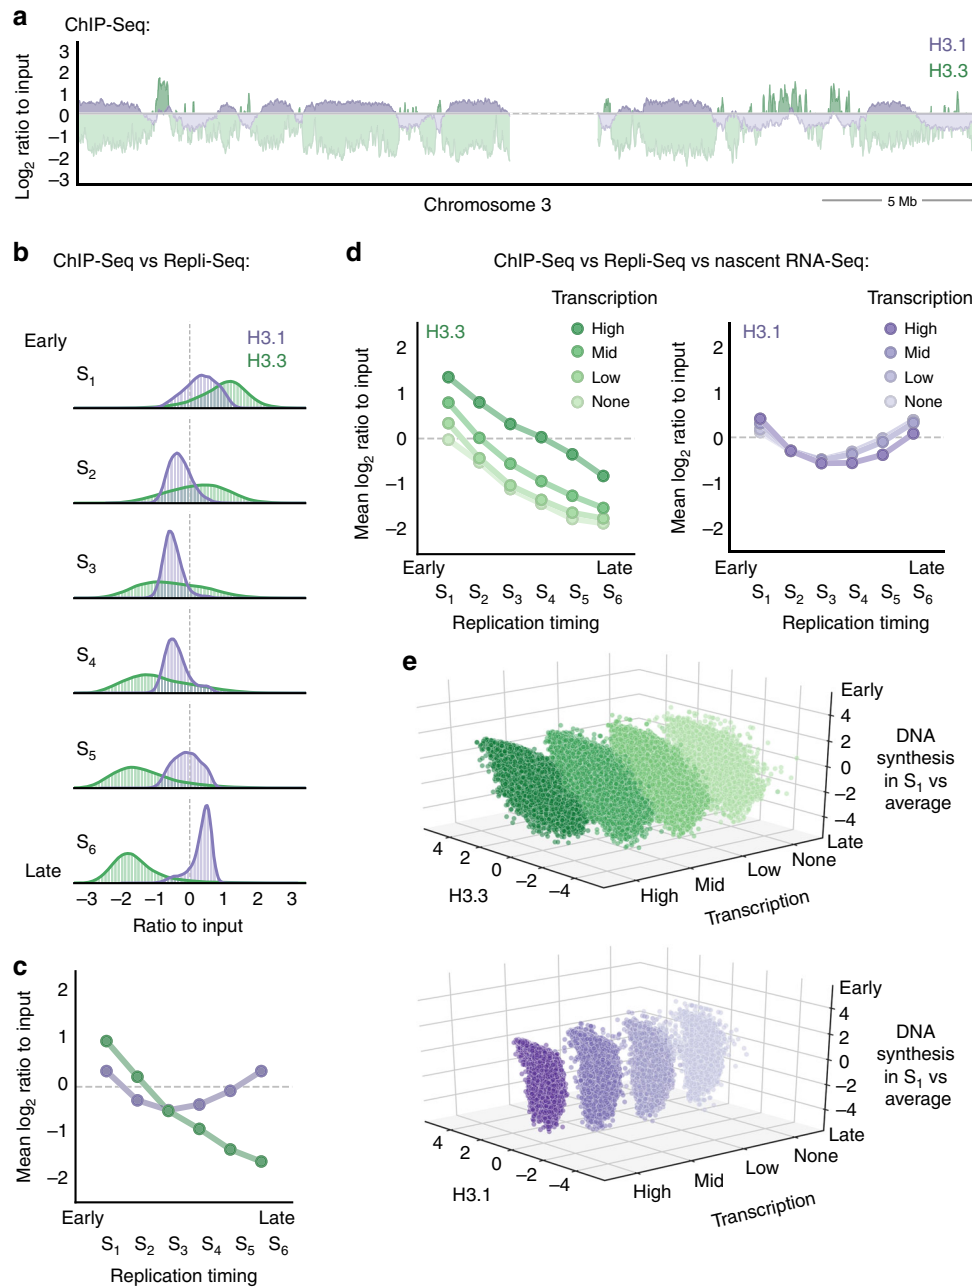 a
ChIP-Seq:
H3.1
H3.3
Log2 ratio to input
3
2
1
0
−1
−2
−3
Chromosome 3
5 Mb
b
ChIP-Seq vs Repli-Seq:
Early
H3.1
H3.3
S1
S2
S3
S4
S5
S6
Late
−3 −2 −1 0 1 2 3
Ratio to input
c
Mean log2 ratio to input
2
1
0
−1
−2
Early Late
S1 S2 S3 S4 S5 S6
Replication timing
d
ChIP-Seq vs Repli-Seq vs nascent RNA-Seq:
Transcription
H3.3
High
Mid
Low
None
Mean log2 ratio to input
2
1
0
−1
−2
Early Late
S1 S2 S3 S4 S5 S6
Replication timing
Transcription
H3.1
High
Mid
Low
None
Mean log2 ratio to input
2
1
0
−1
−2
Early Late
S1 S2 S3 S4 S5 S6
Replication timing
e
Early
4
2
0
−2
−4
Late
DNA
synthesis
in S1 vs
average
4 2 0 −2 −4
H3.3
High Mid Low None
Transcription
Early
4
2
0
−2
−4
Late
DNA
synthesis
in S1 vs
average
4 2 0 −2 −4
H3.1
High Mid Low None
Transcription